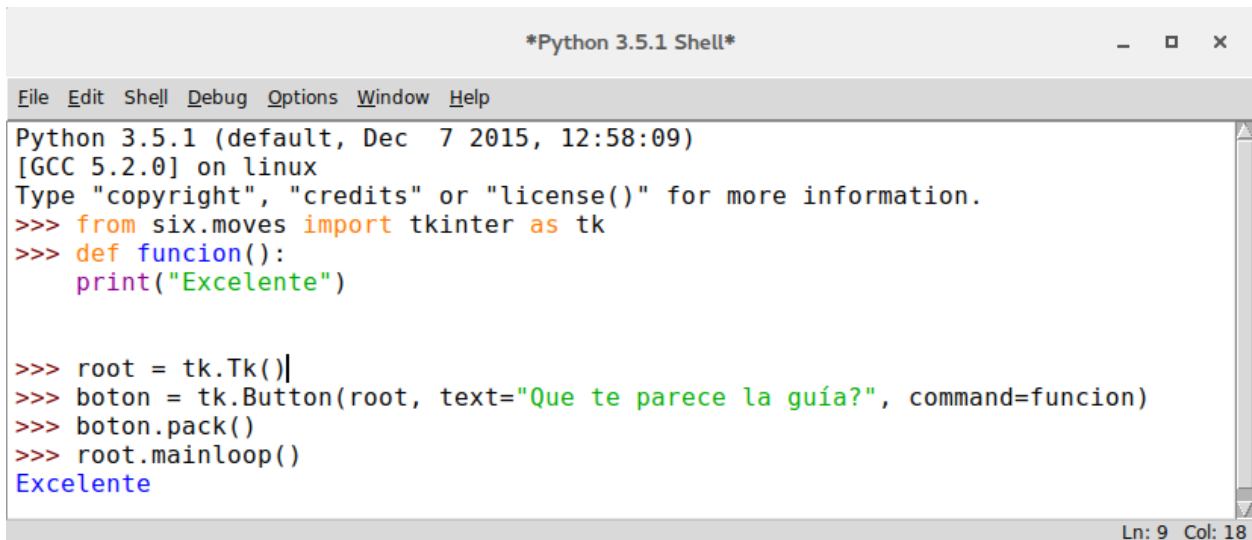 *Python 3.5.1 Shell*
File Edit Shell Debug Options Window Help
Python 3.5.1 (default, Dec  7 2015, 12:58:09)
[GCC 5.2.0] on linux
Type "copyright", "credits" or "license()" for more information.
>>> from six.moves import tkinter as tk
>>> def funcion():
    print("Excelente")
>>> root = tk.Tk()
>>> boton = tk.Button(root, text="Que te parece la guía?", command=funcion)
>>> boton.pack()
>>> root.mainloop()
Excelente
Ln: 9 Col: 18